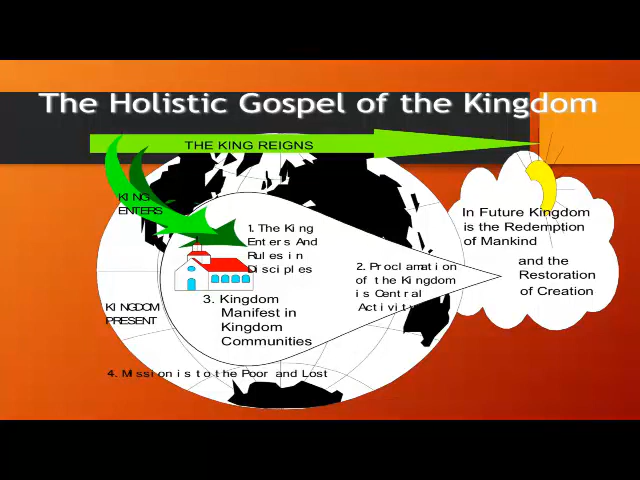 The Holistic Gospel of the Kingdom
THE KING REIGNS
KING
ENTERS
1. The King
Enters And
Rules in
Disciples
2. Proclamation
of the Kingdom
is Central
Activity
3. Kingdom
Manifest in
Kingdom
Communities
KINGDOM
PRESENT
4. Mission is to the Poor and Lost
In Future Kingdom
is the Redemption
of Mankind
and the
Restoration
of Creation